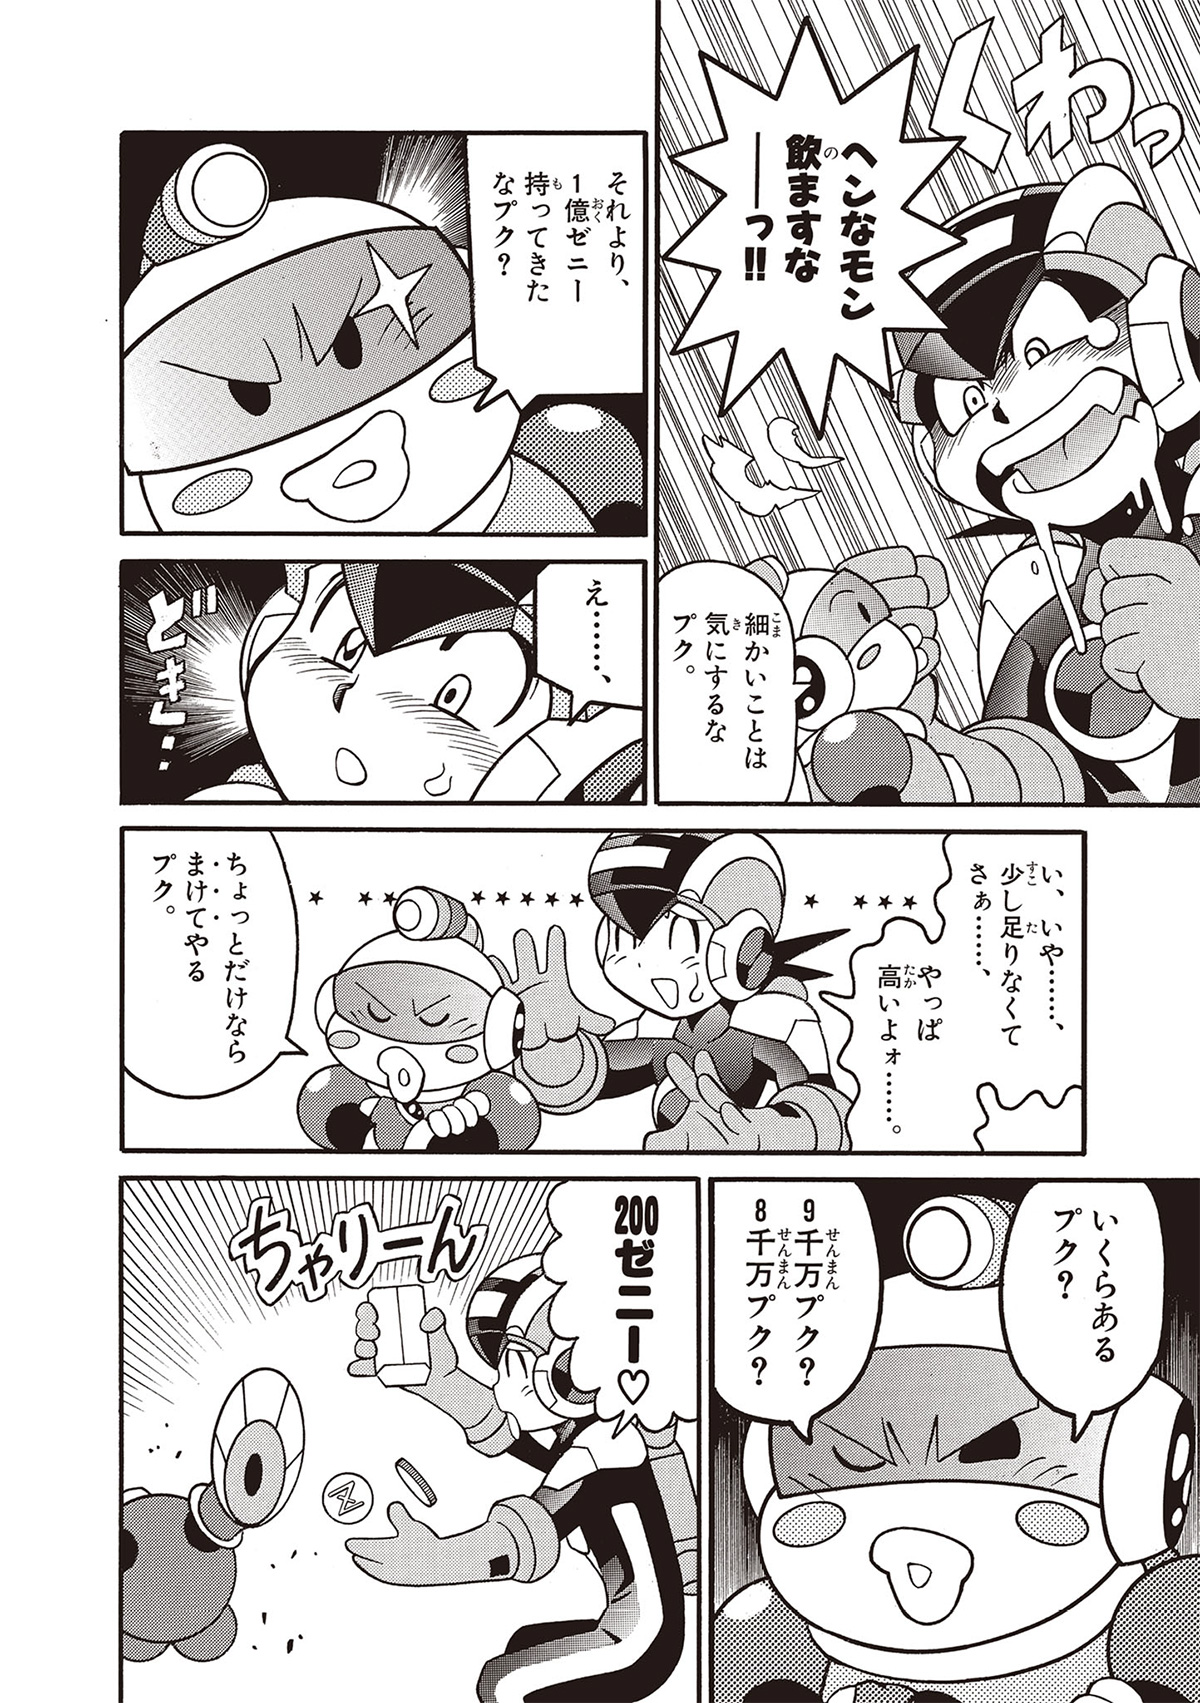 くわっ
ヘンなモン
飲ますな
ーっ!!
細かいことは
気にするな
プク。
それより、
1億ゼニー
持ってきた
なプク?
え……、
どきっ…
い、いや……、
少し足りなくて
さぁ……、
やっぱ
高いよォ……。
ちょっとだけなら
まけてやる
プク。
いくらある
プク?
9千万プク?
8千万プク?
200ゼニー♡
ちゃりーん